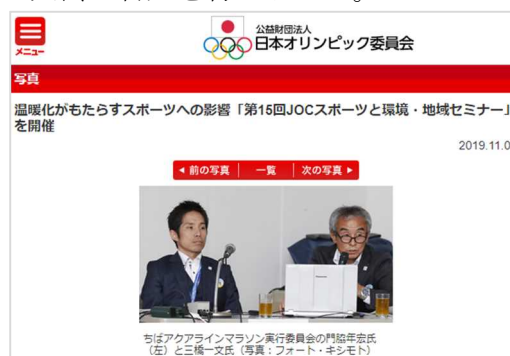 メニュー
公益財団法人
日本オリンピック委員会
写真
温暖化がもたらすスポーツへの影響「第15回JOCスポーツと環境・地域セミナー」
を開催
2019.11.0
◀ 前の写真 一覧 次の写真 ▶
ちばアクアラインマラソン実行委員会の門脇年宏氏
(左)と三橋一文氏(写真:フォート・キシモト)